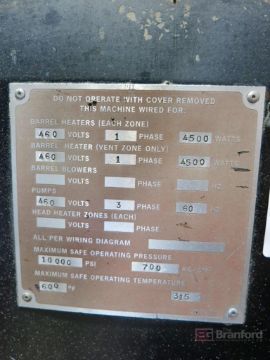 DO NOT OPERATE WITH COVER REMOVED
THIS MACHINE WIRED FOR:
BARREL HEATERS (EACH ZONE)
460 VOLTS 1 PHASE 4500 WATTS
BARREL HEATER (VENT ZONE ONLY)
460 VOLTS 1 PHASE 4500 WATTS
BARREL BLOWERS
VOLTS PHASE HZ
PUMPS
460 VOLTS 3 PHASE 60 HZ
HEAD HEATER ZONES (EACH)
VOLTS PHASE
ALL PER WIRING DIAGRAM
MAXIMUM SAFE OPERATING PRESSURE
10000 PSI 700
MAXIMUM SAFE OPERATING TEMPERATURE
600 °F 315
Branford